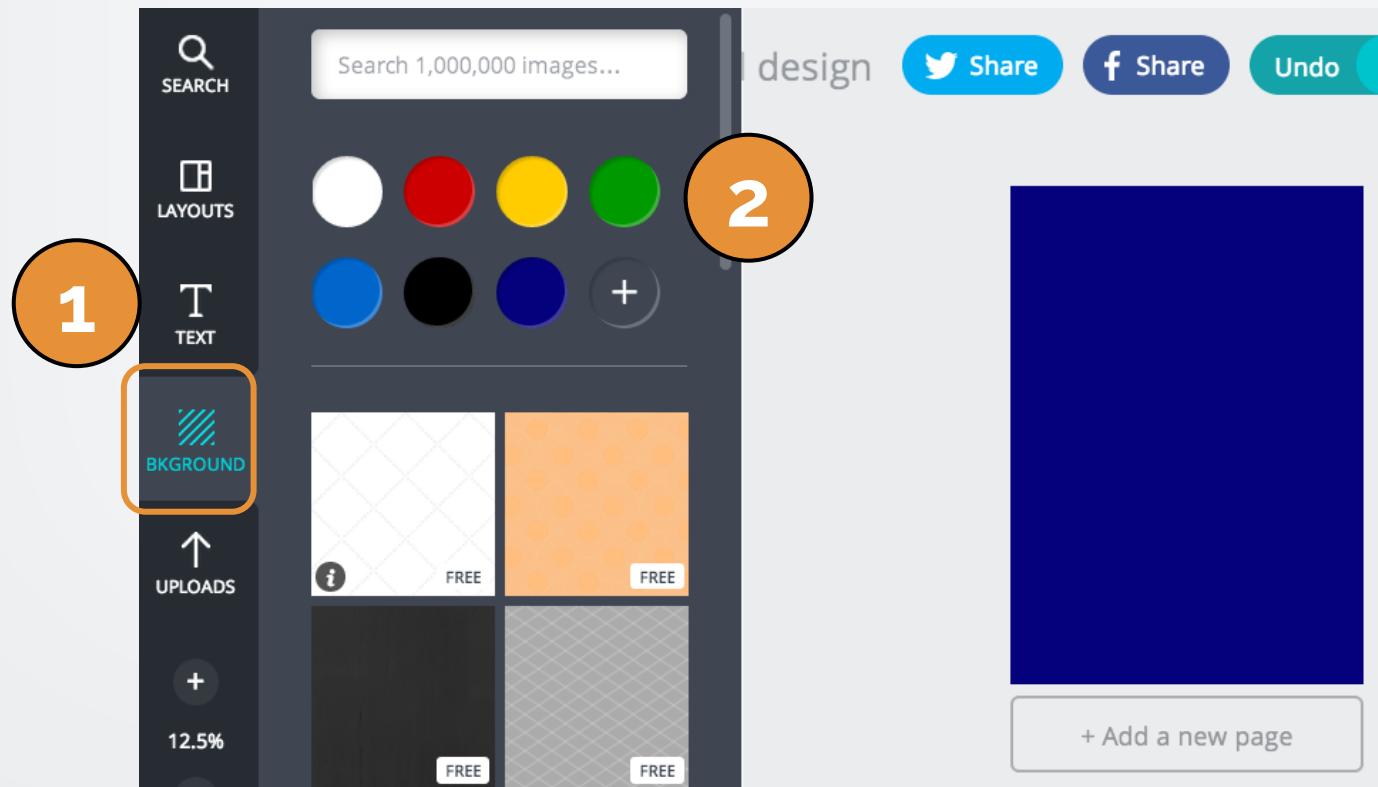 SEARCH
LAYOUTS
1
TEXT
BKGROUND
UPLOADS
+
12.5%
Search 1,000,000 images...
2
+
i
FREE
FREE
FREE
FREE
design
Share
f Share
Undo
+ Add a new page